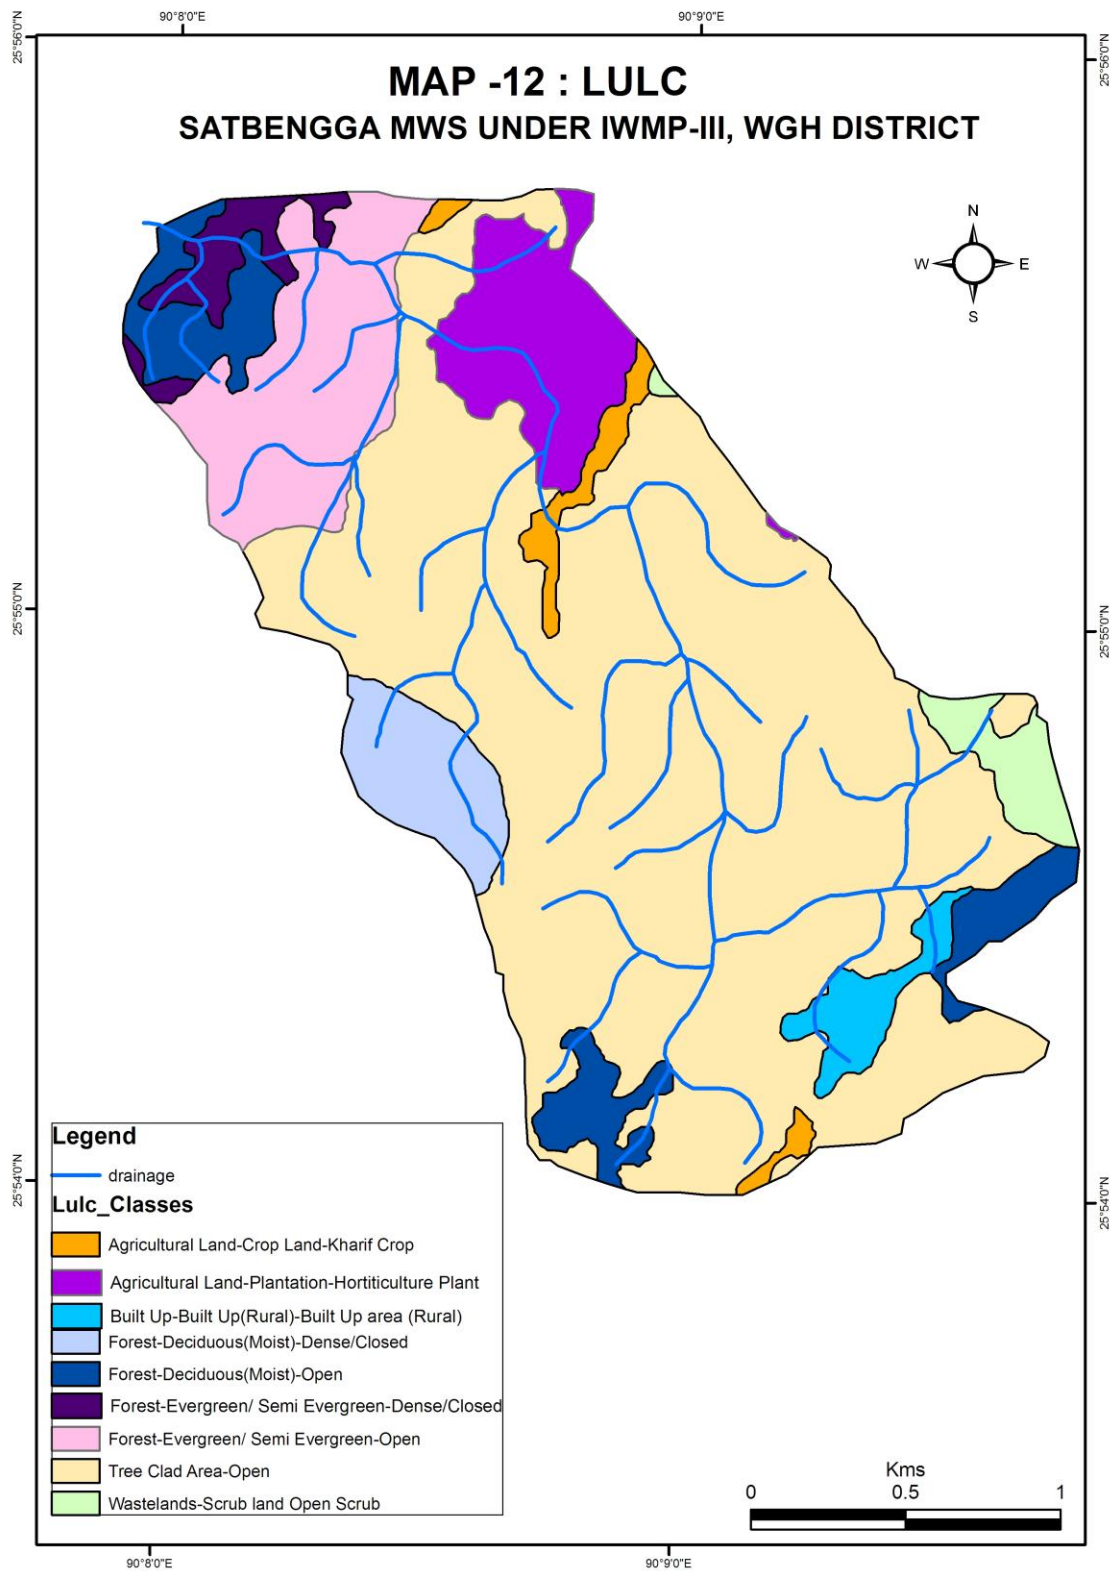 90°8'0"E
90°9'0"E
25°56'0"N
25°56'0"N
MAP -12 : LULC
SATBENGGA MWS UNDER IWMP-III, WGH DISTRICT
N
W
E
S
25°55'0"N
25°55'0"N
Legend
drainage
25°54'0"N
25°54'0"N
Lulc_Classes
Agricultural Land-Crop Land-Kharif Crop
Agricultural Land-Plantation-Hortiticulture Plant
Built Up-Built Up(Rural)-Built Up area (Rural)
Forest-Deciduous(Moist)-Dense/Closed
Forest-Deciduous(Moist)-Open
Forest-Evergreen/ Semi Evergreen-Dense/Closed
Forest-Evergreen/ Semi Evergreen-Open
Tree Clad Area-Open
Wastelands-Scrub land Open Scrub
Kms
0 0.5 1
90°8'0"E
90°9'0"E